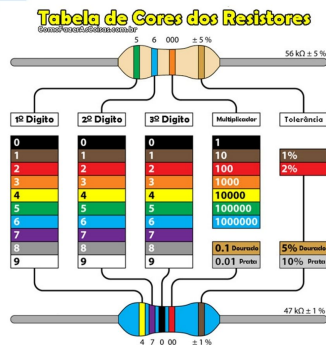 Tabela de Cores dos Resistores
ComoFazerAsCoisas.com.br
5 6 000 ± 5 %
56 kΩ ± 5 %
1º Digito 2º Digito 3º Digito Multiplicador Tolerância
0 0 0 1
1 1 1 10 1%
2 2 2 100 2%
3 3 3 1000
4 4 4 10000
5 5 5 100000
6 6 6 1000000
7 7 7
8 8 8 0.1 Dourado 5% Dourado
9 9 9 0.01 Prata 10% Prata
47 kΩ ± 1 %
4 7 0 00 ± 1 %